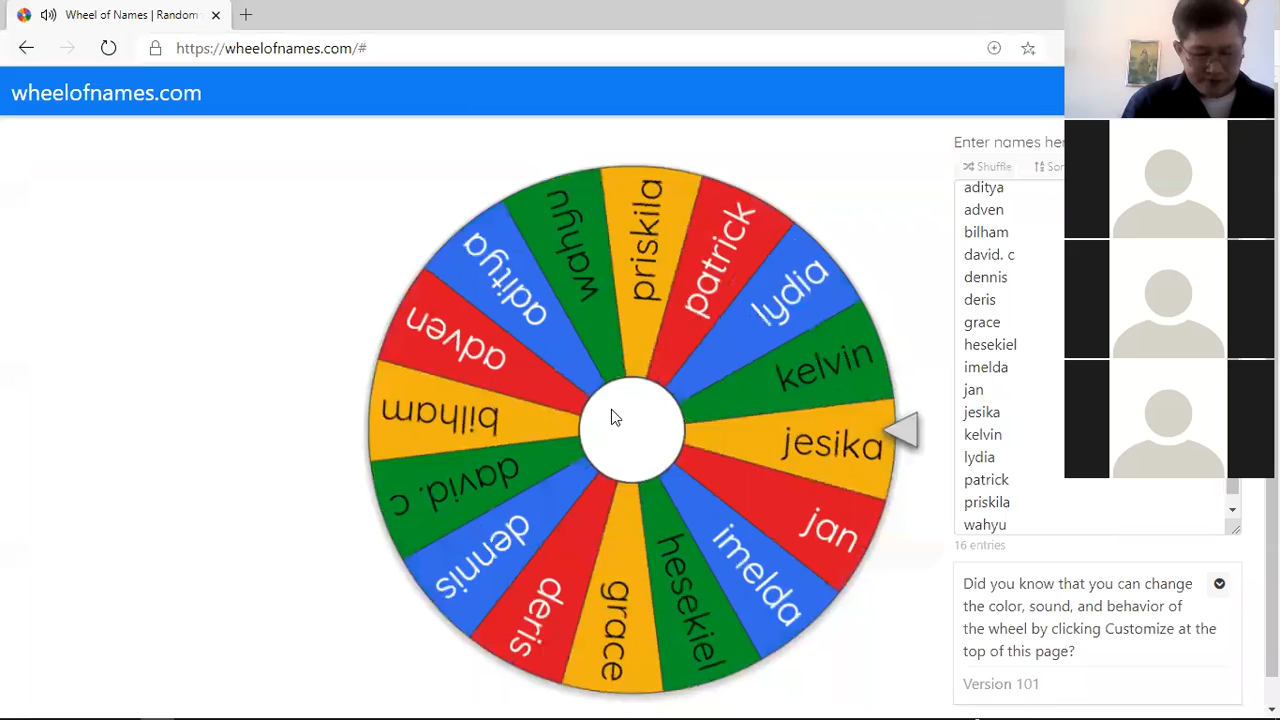 Wheel of Names | Random
https://wheelofnames.com/#
wheelofnames.com
Enter names her
Shuffle
Sor
aditya
adven
bilham
david. c
dennis
deris
grace
hesekiel
imelda
jan
jesika
kelvin
lydia
patrick
priskila
wahyu
16 entries
priskila
patrick
lydia
kelvin
jesika
jan
imelda
hesekiel
grace
deris
dennis
david. c
bilham
adven
aditya
wahyu
Did you know that you can change
the color, sound, and behavior of
the wheel by clicking Customize at the
top of this page?
Version 101